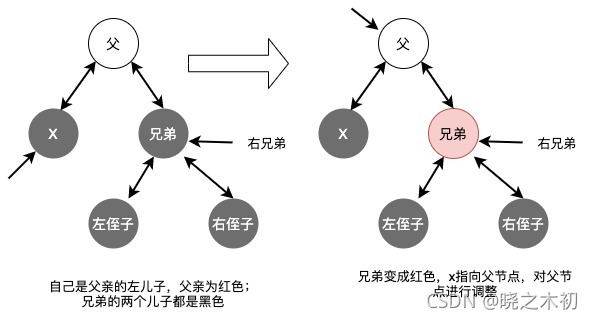 父
父
X
兄弟
右兄弟
X
兄弟
右兄弟
左侄子
右侄子
左侄子
右侄子
自己是父亲的左儿子，父亲为红色；
兄弟的两个儿子都是黑色
兄弟变成红色，x指向父节点，对父节
点进行调整
CSDN @晓之木初